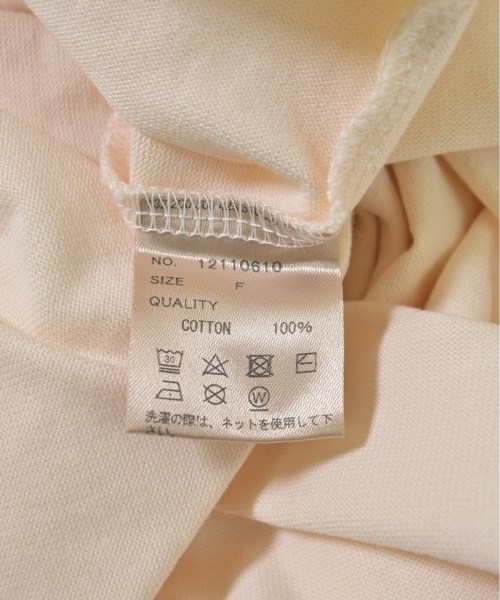 NO. 12110610
SIZE F
QUALITY
COTTON 100%
30
W
洗濯の際は、ネットを使用して下
さい。